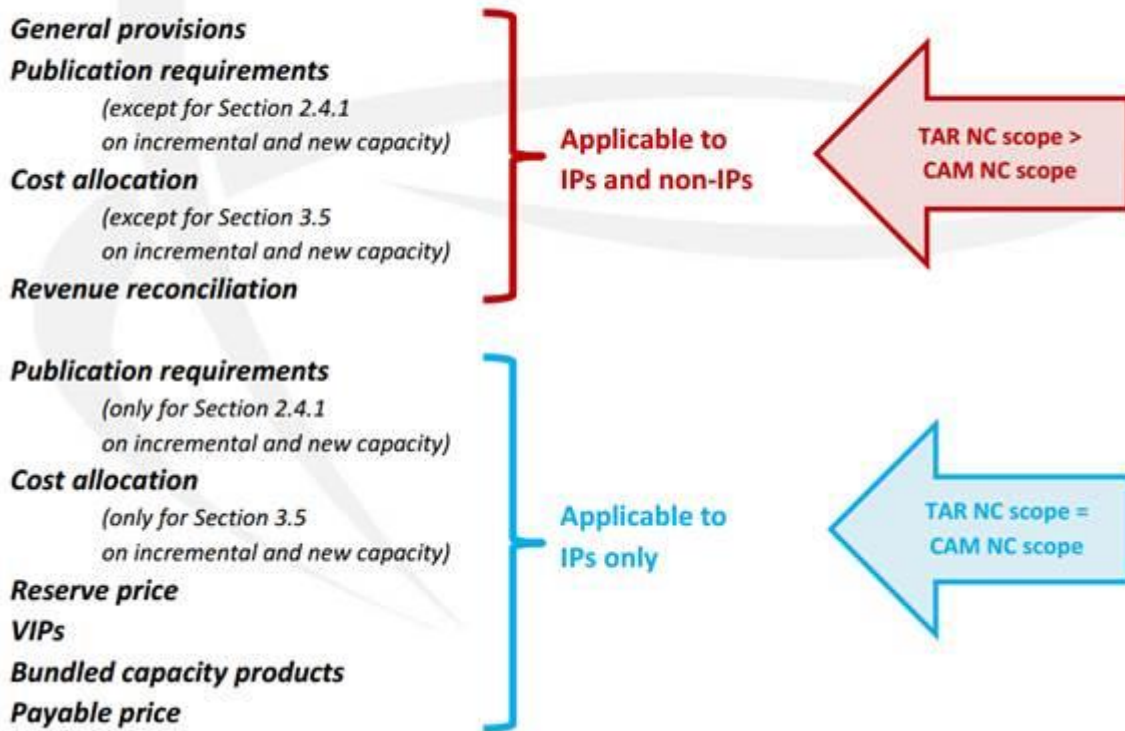 General provisions
Publication requirements
(except for Section 2.4.1
on incremental and new capacity)
Cost allocation
(except for Section 3.5
on incremental and new capacity)
Revenue reconciliation
Applicable to
IPs and non-IPs
TAR NC scope >
CAM NC scope
Publication requirements
(only for Section 2.4.1
on incremental and new capacity)
Cost allocation
(only for Section 3.5
on incremental and new capacity)
Reserve price
VIPs
Bundled capacity products
Payable price
Applicable to
IPs only
TAR NC scope =
CAM NC scope